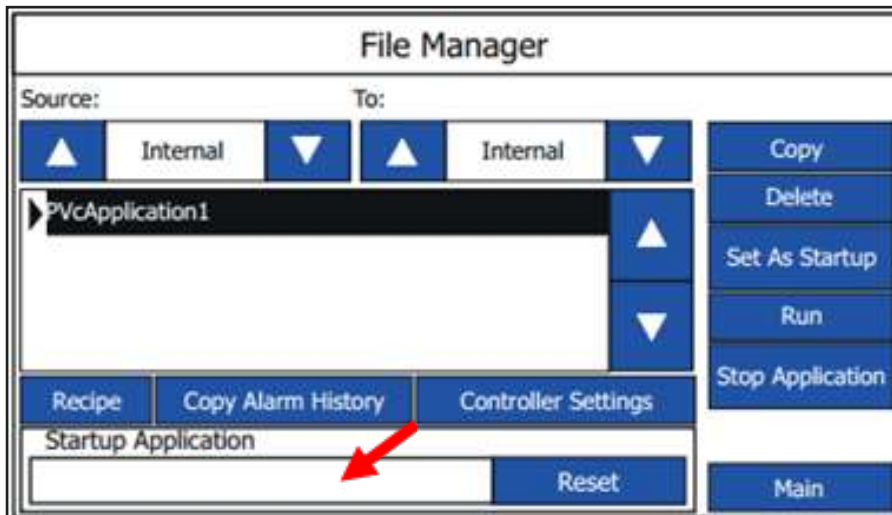 File Manager
Source: To:
Internal Internal Copy
Delete
PVcApplication1
Set As Startup
Run
Stop Application
Recipe Copy Alarm History Controller Settings
Startup Application
Reset Main